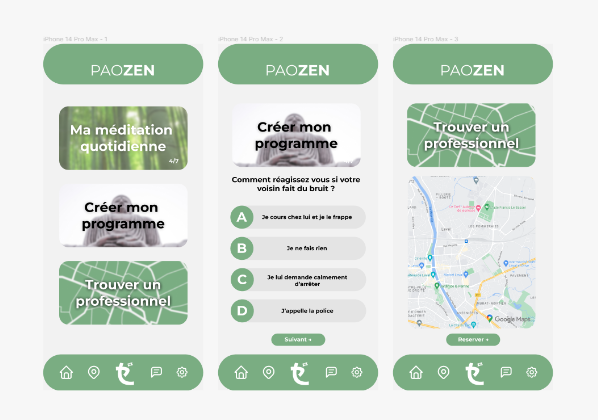 iPhone 14 Pro Max – 1
PAOZEN
Ma méditation
quotidienne
4/7
Créer mon
programme
Trouver un
professionnel
iPhone 14 Pro Max – 2
PAOZEN
Créer mon
programme
Comment réagissez vous si votre
voisin fait du bruit ?
A
Je cours chez lui et je le frappe
B
Je ne fais rien
C
Je lui demande calmement
d'arrêter
D
J'appelle la police
Suivant →
iPhone 14 Pro Max – 3
PAOZEN
Trouver un
professionnel
Google Maps
Reserver →